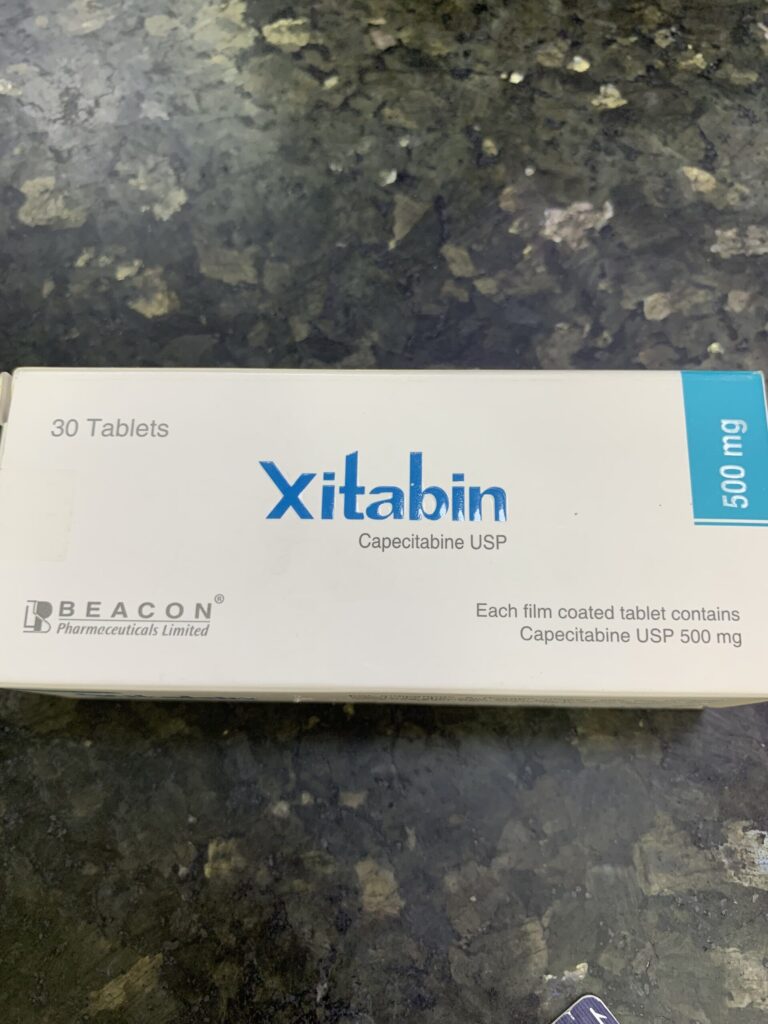 30 Tablets
500 mg
Xitabin
Capecitabine USP
BEACON®
Pharmaceuticals Limited
Each film coated tablet contains
Capecitabine USP 500 mg